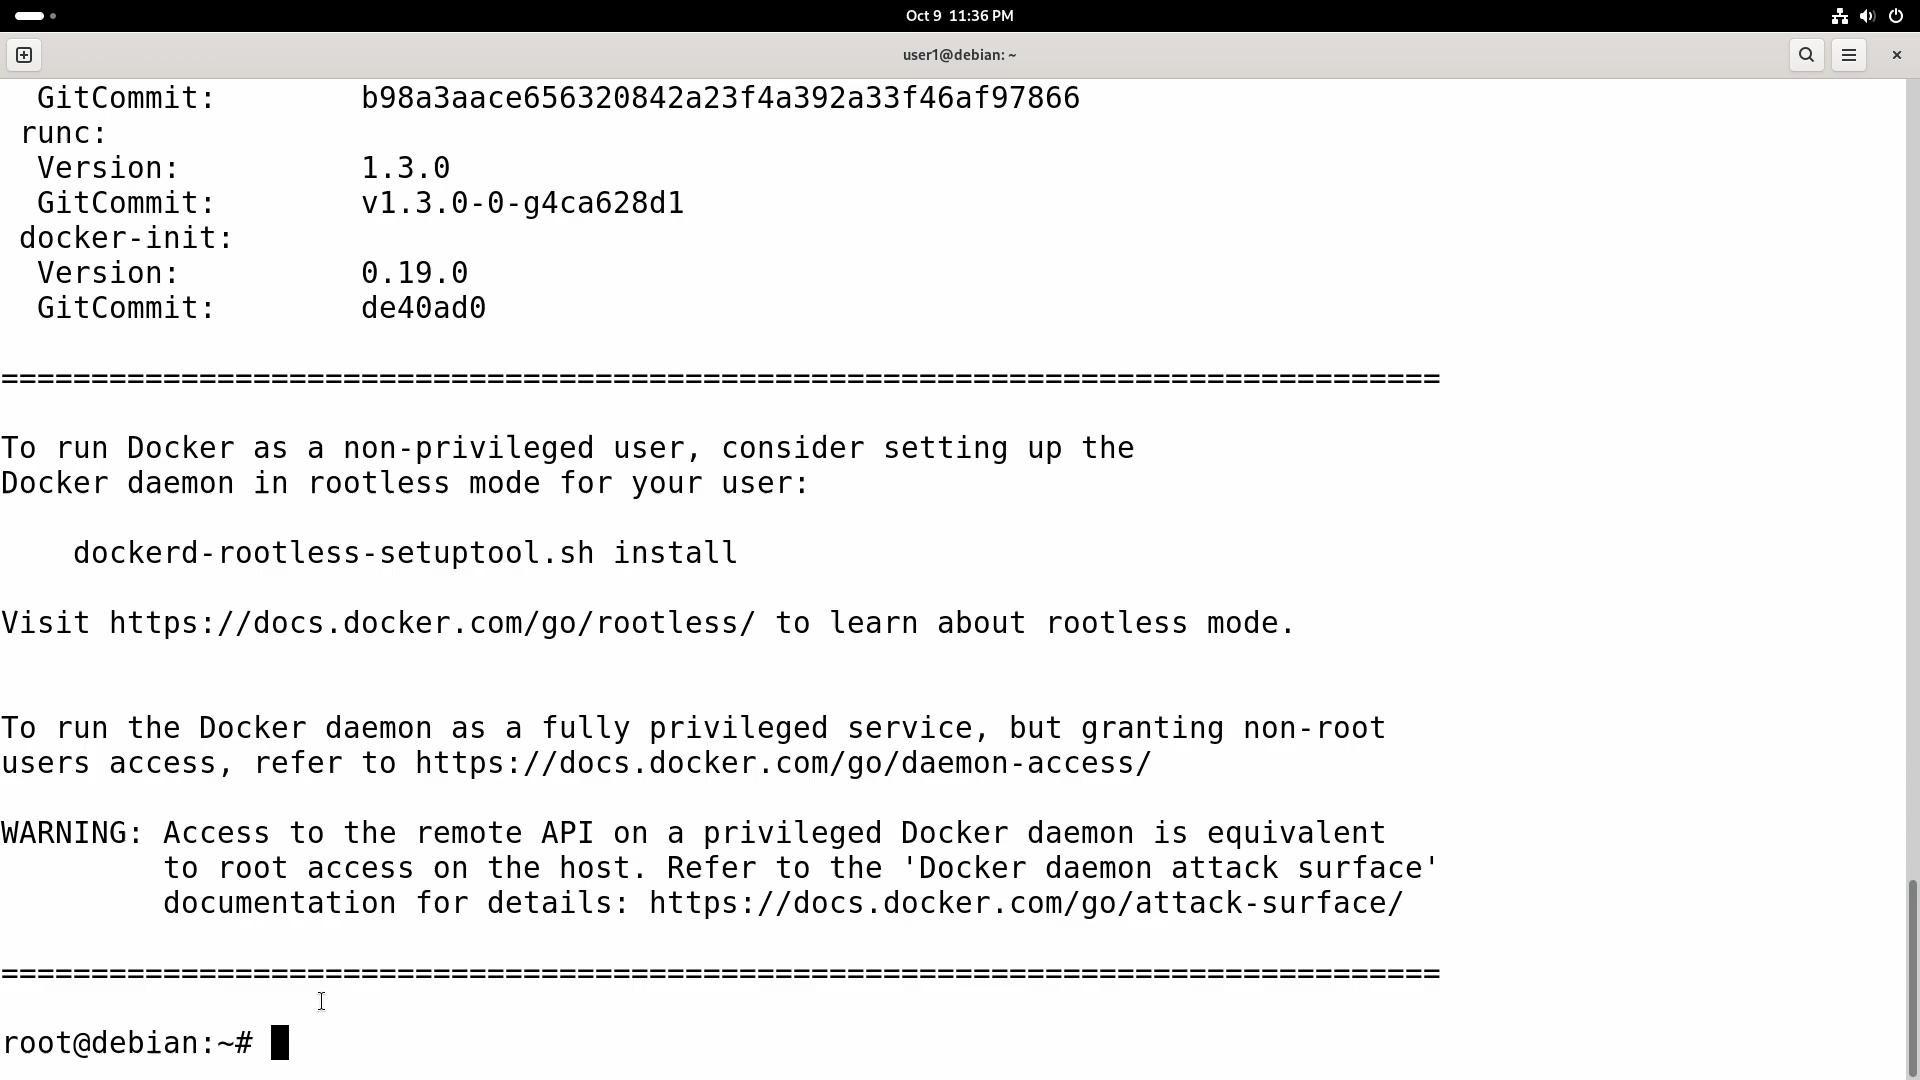 Oct 9 11:36 PM
user1@debian: ~
GitCommit: b98a3aace656320842a23f4a392a33f46af97866
runc:
Version: 1.3.0
GitCommit: v1.3.0-0-g4ca628d1
docker-init:
Version: 0.19.0
GitCommit: de40ad0
================================================================================
To run Docker as a non-privileged user, consider setting up the
Docker daemon in rootless mode for your user:
dockerd-rootless-setuptool.sh install
Visit https://docs.docker.com/go/rootless/ to learn about rootless mode.
To run the Docker daemon as a fully privileged service, but granting non-root
users access, refer to https://docs.docker.com/go/daemon-access/
WARNING: Access to the remote API on a privileged Docker daemon is equivalent
to root access on the host. Refer to the 'Docker daemon attack surface'
documentation for details: https://docs.docker.com/go/attack-surface/
================================================================================
root@debian:~#